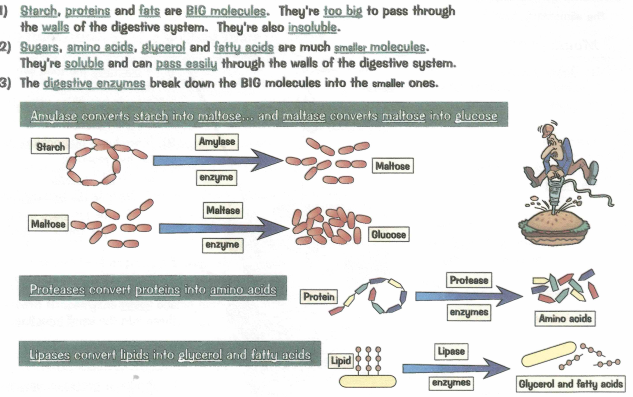 1) Starch, proteins and fats are BIG molecules. They're too big to pass through
the walls of the digestive system. They're also insoluble.
2) Sugars, amino acids, glycerol and fatty acids are much smaller molecules.
They're soluble and can pass easily through the walls of the digestive system.
3) The digestive enzymes break down the BIG molecules into the smaller ones.
Amylase converts starch into maltose... and maltase converts maltose into glucose
Starch
Amylase
enzyme
Maltose
Maltose
Maltase
enzyme
Glucose
Proteases convert proteins into amino acids
Protein
Protease
enzymes
Amino acids
Lipases convert lipids into glycerol and fatty acids
Lipid
Lipase
enzymes
Glycerol and fatty acids